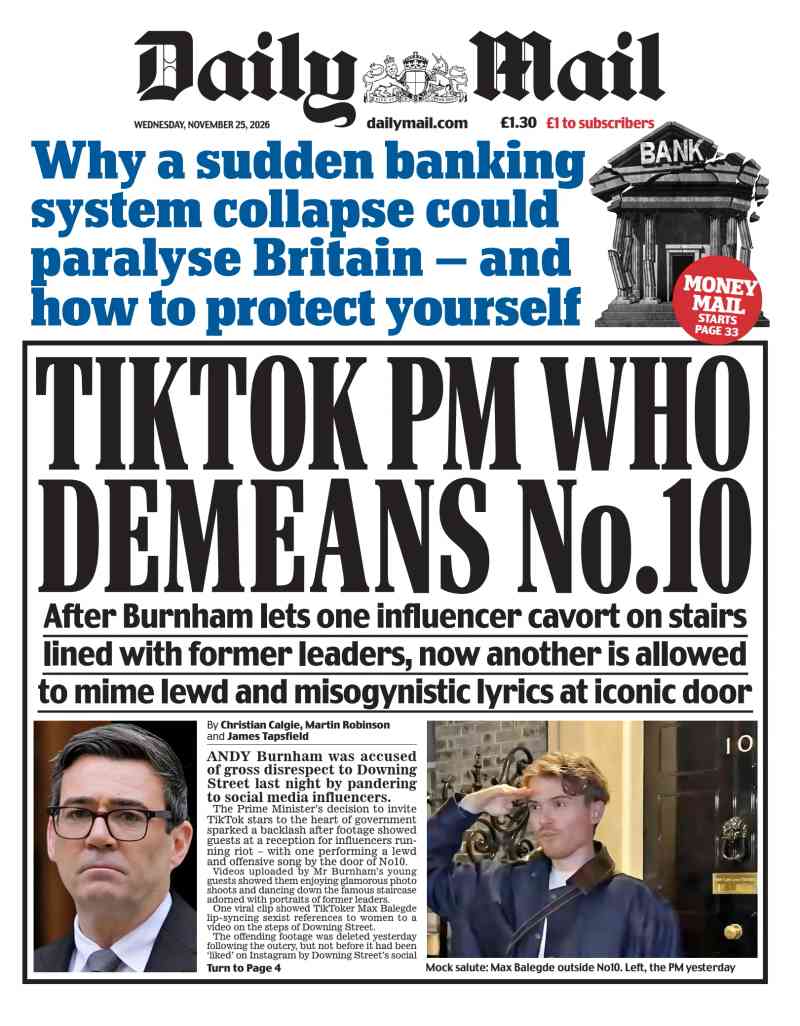 Daily Mail
WEDNESDAY, NOVEMBER 25, 2026
dailymail.com
£1.30 £1 to subscribers
Why a sudden banking
system collapse could
paralyse Britain – and
how to protect yourself
BANK
MONEY
MAIL
STARTS
PAGE 33
TIKTOK PM WHO
DEMEANS No.10
After Burnham lets one influencer cavort on stairs
lined with former leaders, now another is allowed
to mime lewd and misogynistic lyrics at iconic door
By Christian Calgie, Martin Robinson
and James Tapsfield
ANDY Burnham was accused
of gross disrespect to Downing
Street last night by pandering
to social media influencers.
The Prime Minister's decision to invite
TikTok stars to the heart of government
sparked a backlash after footage showed
guests at a reception for influencers run-
ning riot – with one performing a lewd
and offensive song by the door of No10.
Videos uploaded by Mr Burnham's young
guests showed them enjoying glamorous photo
shoots and dancing down the famous staircase
adorned with portraits of former leaders.
One viral clip showed TikToker Max Balegde
lip-syncing sexist references to women to a
video on the steps of Downing Street.
The offending footage was deleted yesterday
following the outcry, but not before it had been
'liked' on Instagram by Downing Street's social
Turn to Page 4
10
Mock salute: Max Balegde outside No10. Left, the PM yesterday